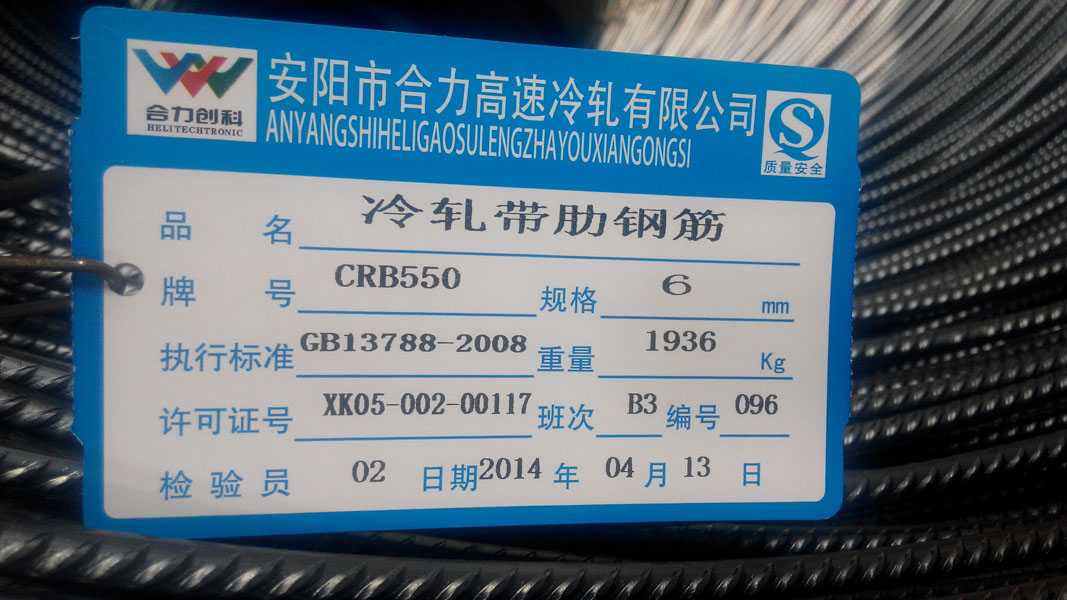 合力创科
HELITECHTRONIC
安阳市合力高速冷轧有限公司
ANYANGSHIHELIGAOSULENGZHAYOUXIANGONGSI
质量安全
品 名 冷轧带肋钢筋
牌 号 CRB550 规格 6 mm
执行标准 GB13788-2008 重量 1936 Kg
许可证号 XK05-002-00117 班次 B3 编号 096
检 验 员 02 日期 2014 年 04 月 13 日